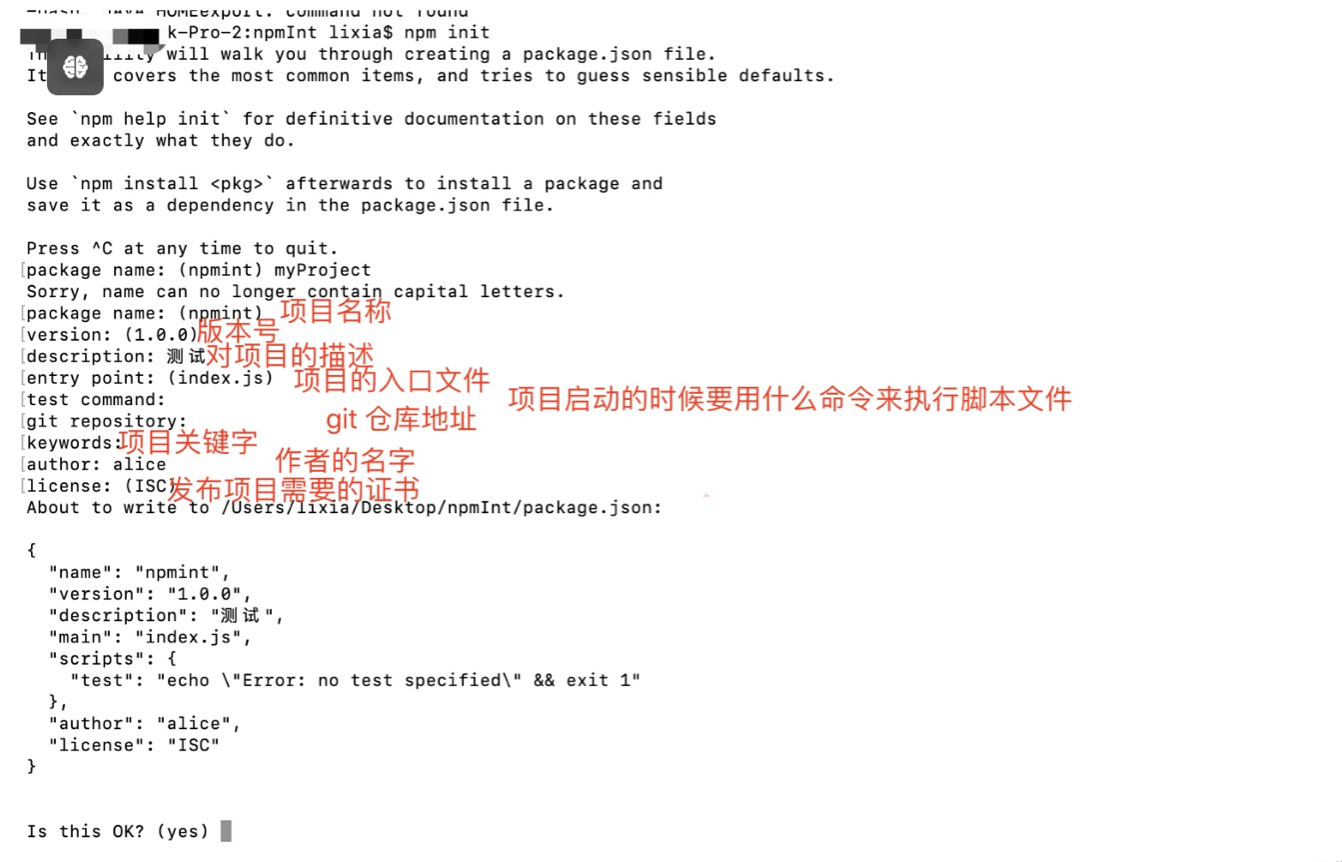 HOMEexport: command not found
k-Pro-2:npmInt lixia$ npm init
will walk you through creating a package.json file.
It covers the most common items, and tries to guess sensible defaults.
See `npm help init` for definitive documentation on these fields
and exactly what they do.
Use `npm install <pkg>` afterwards to install a package and
save it as a dependency in the package.json file.
Press ^C at any time to quit.
[package name: (npmint) myProject
Sorry, name can no longer contain capital letters.
[package name: (npmint) 项目名称
[version: (1.0.0)版本号
[description: 测试对项目的描述
[entry point: (index.js) 项目的入口文件
[test command: 项目启动的时候要用什么命令来执行脚本文件
[git repository: git 仓库地址
[keywords:项目关键字
[author: alice 作者的名字
[license: (ISC)发布项目需要的证书
About to write to /Users/lixia/Desktop/npmInt/package.json:
{
"name": "npmint",
"version": "1.0.0",
"description": "测试",
"main": "index.js",
"scripts": {
"test": "echo \"Error: no test specified\" && exit 1"
},
"author": "alice",
"license": "ISC"
}
Is this OK? (yes)